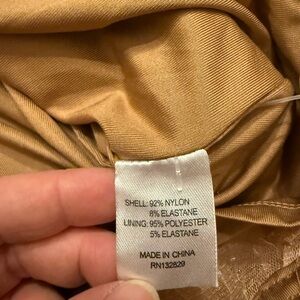 SHELL: 92% NYLON
8% ELASTANE
LINING: 95% POLYESTER
5% ELASTANE
MADE IN CHINA
RN132829